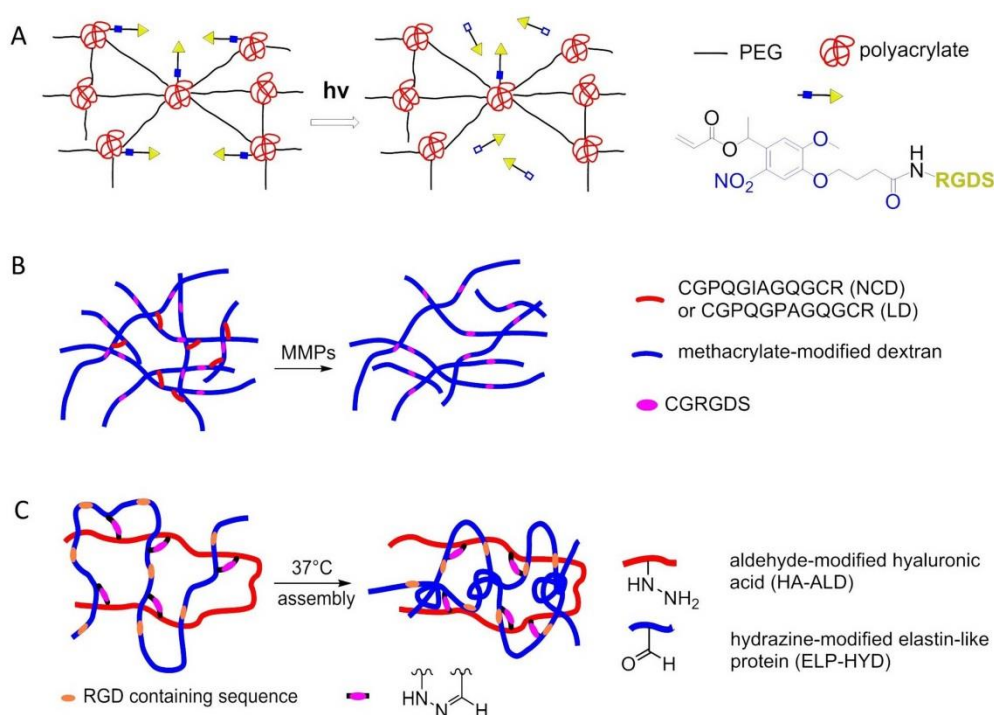 A
hν
PEG
polyacrylate
O
O
O
NO2
O
O
H
N
RGDS
B
MMPs
CGPQGIAGQGCR (NCD)
or CGPQGPAGQGCR (LD)
methacrylate-modified dextran
CGRGDS
C
37°C
assembly
HN
NH2
aldehyde-modified hyaluronic
acid (HA-ALD)
O
H
hydrazine-modified elastin-like
protein (ELP-HYD)
RGD containing sequence
HN
N
H